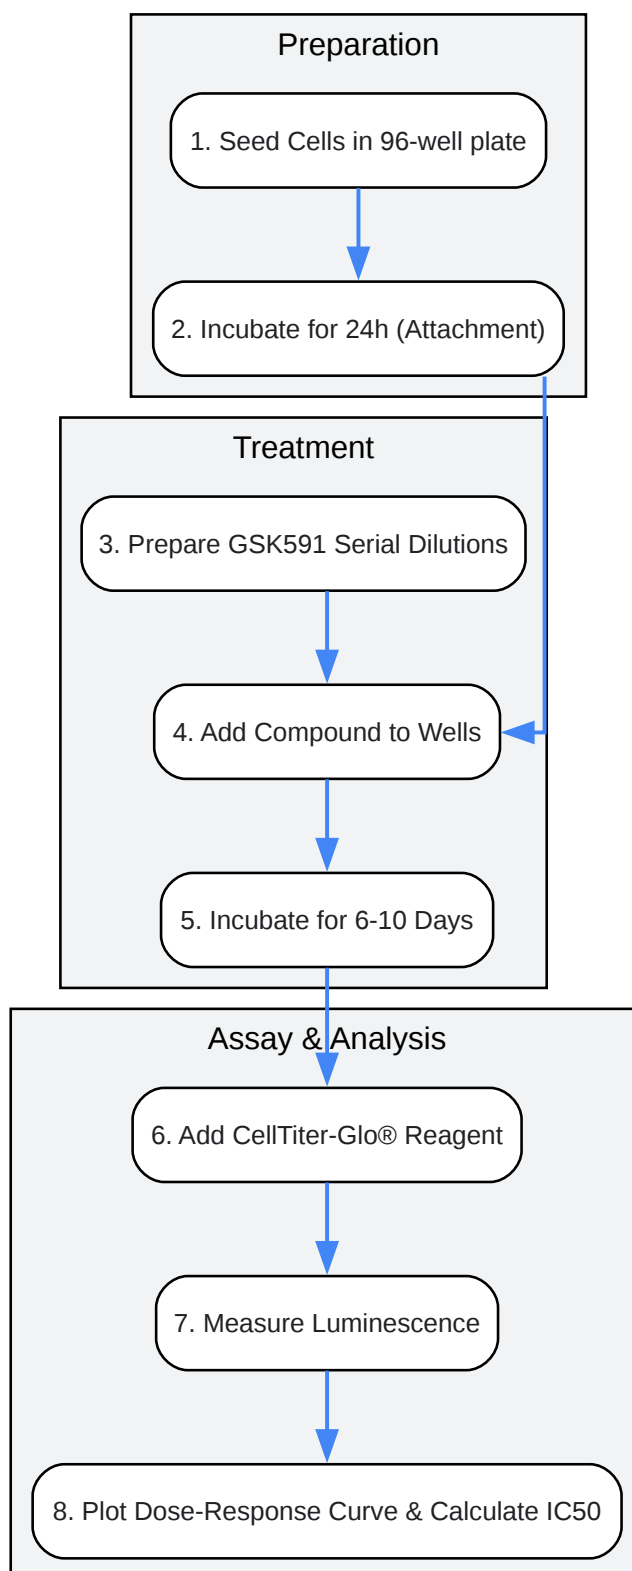 Preparation
1. Seed Cells in 96-well plate
2. Incubate for 24h (Attachment)
Treatment
3. Prepare GSK591 Serial Dilutions
4. Add Compound to Wells
5. Incubate for 6-10 Days
Assay & Analysis
6. Add CellTiter-Glo® Reagent
7. Measure Luminescence
8. Plot Dose-Response Curve & Calculate IC50